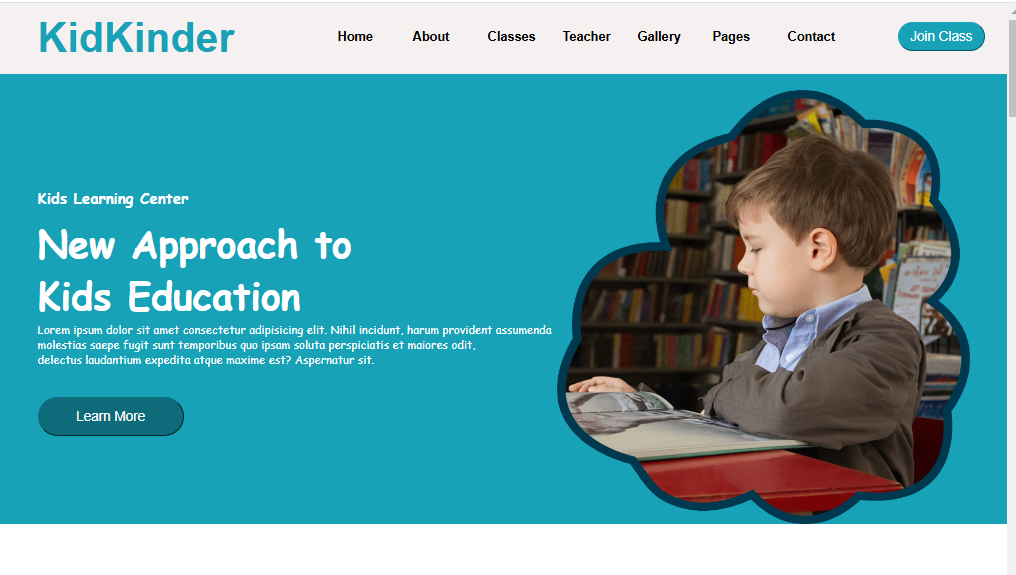 KidKinder
Home About Classes Teacher Gallery Pages Contact
Join Class
Kids Learning Center
New Approach to
Kids Education
Lorem ipsum dolor sit amet consectetur adipisicing elit. Nihil incidunt, harum provident assumenda
molestias saepe fugit sunt temporibus quo ipsam soluta perspiciatis et maiores odit,
delectus laudantium expedita atque maxime est? Aspernatur sit.
Learn More